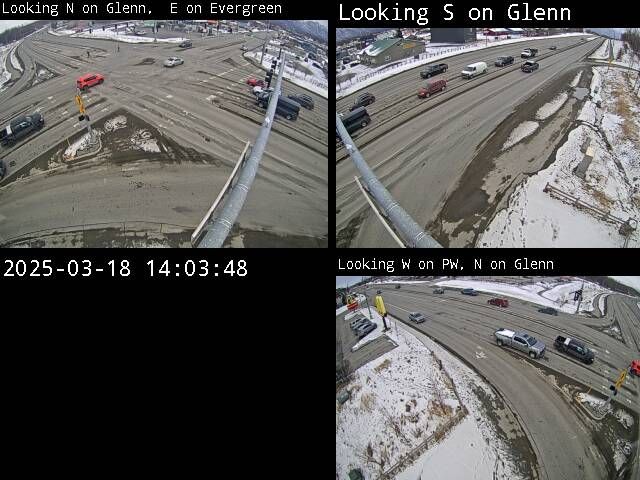 Looking N on Glenn, E on Evergreen
Looking S on Glenn
2025-03-18 14:03:48
Looking W on PW, N on Glenn